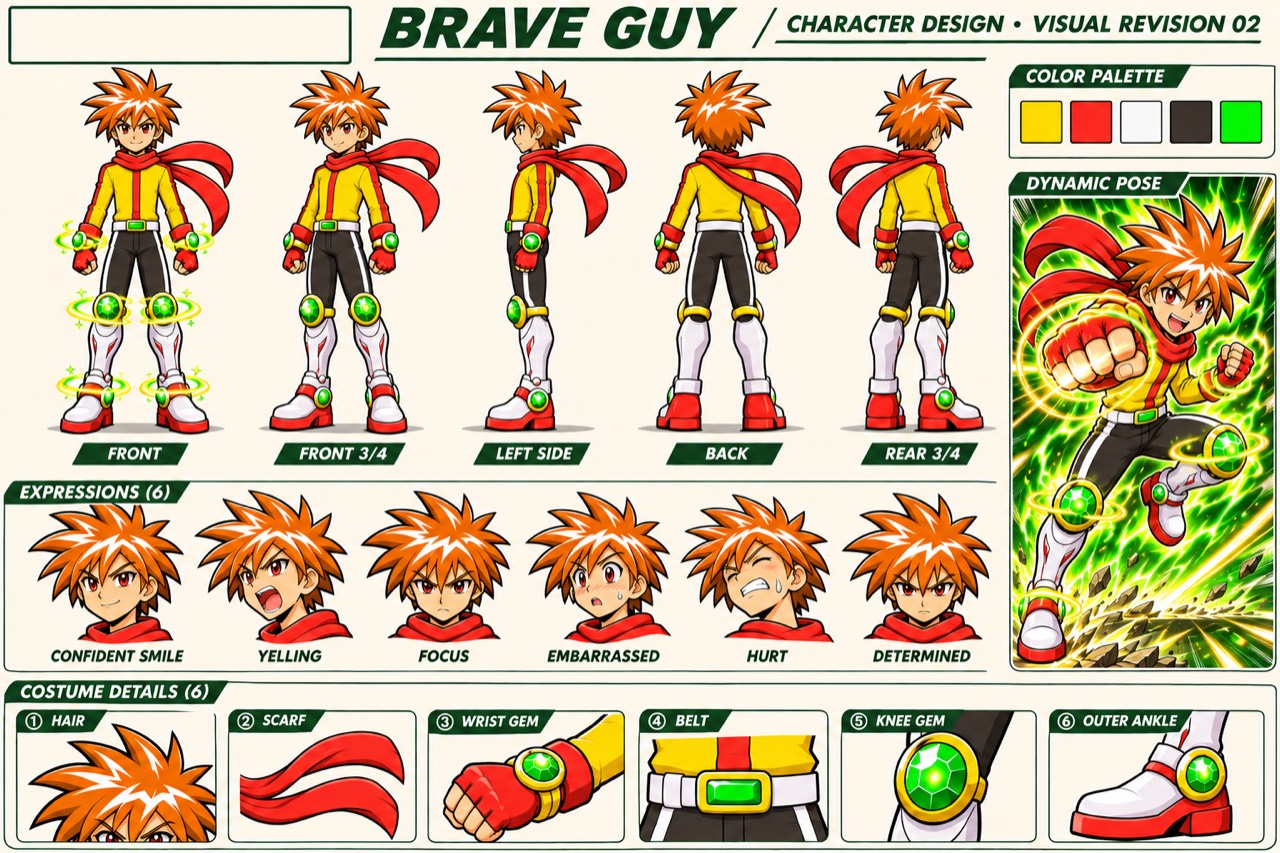 BRAVE GUY / CHARACTER DESIGN • VISUAL REVISION 02
COLOR PALETTE
DYNAMIC POSE
FRONT
FRONT 3/4
LEFT SIDE
BACK
REAR 3/4
EXPRESSIONS (6)
CONFIDENT SMILE
YELLING
FOCUS
EMBARRASSED
HURT
DETERMINED
COSTUME DETAILS (6)
① HAIR
② SCARF
③ WRIST GEM
④ BELT
⑤ KNEE GEM
⑥ OUTER ANKLE